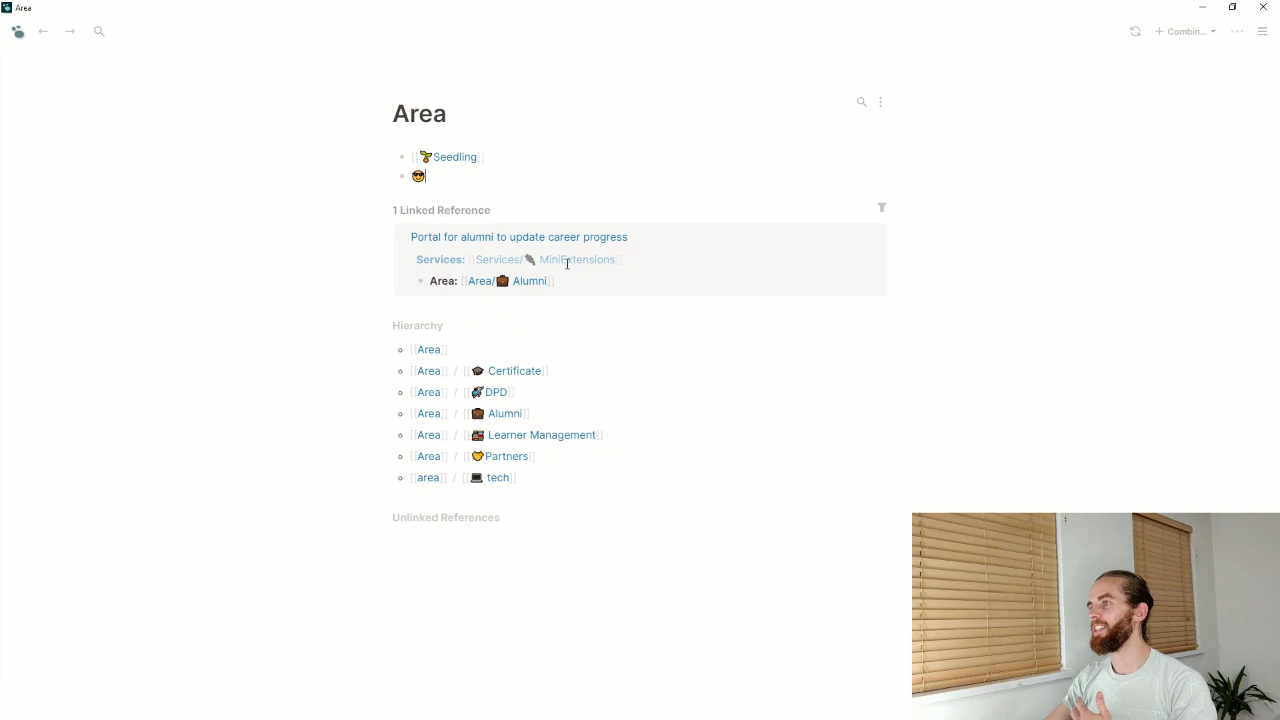 Area
+ Combin...
Area
[[🌱Seedling]]
😎
1 Linked Reference
Portal for alumni to update career progress
Services: [[Services/🔌 MiniExtensions]]
Area: [[Area/💼 Alumni]]
Hierarchy
[[Area]]
[[Area]] / [[🎓 Certificate]]
[[Area]] / [[🚀DPD]]
[[Area]] / [[💼 Alumni]]
[[Area]] / [[🏫 Learner Management]]
[[Area]] / [[💛Partners]]
[[area]] / [[💻 tech]]
Unlinked References